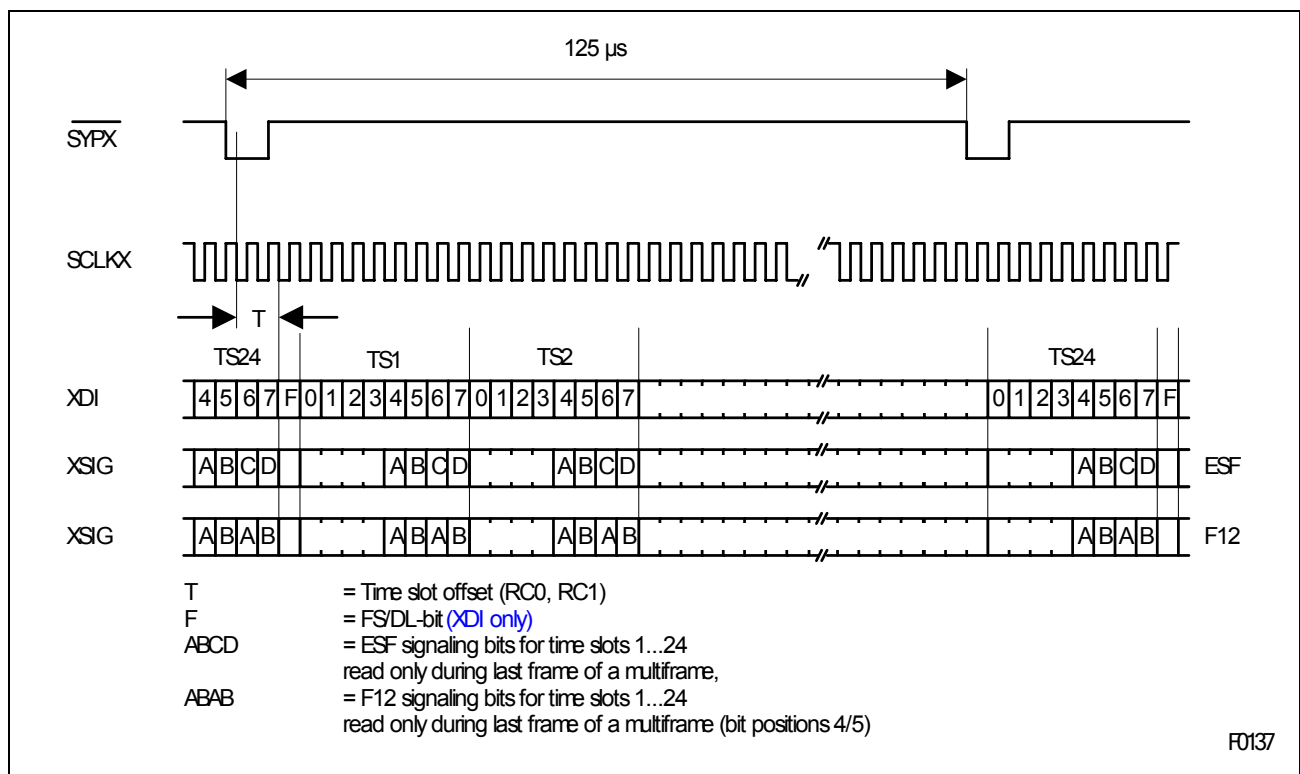 125 µs
SYPX
SCLKX
T
TS24 TS1 TS2 TS24
XDI 4 5 6 7 F 0 1 2 3 4 5 6 7 0 1 2 3 4 5 6 7 0 1 2 3 4 5 6 7 F
XSIG A B C D A B C D A B C D A B C D ESF
XSIG A B A B A B A B A B A B A B A B F12
T = Time slot offset (RC0, RC1)
F = FS/DL-bit (XDI only)
ABCD = ESF signaling bits for time slots 1...24
read only during last frame of a multiframe,
ABAB = F12 signaling bits for time slots 1...24
read only during last frame of a multiframe (bit positions 4/5)
F0137